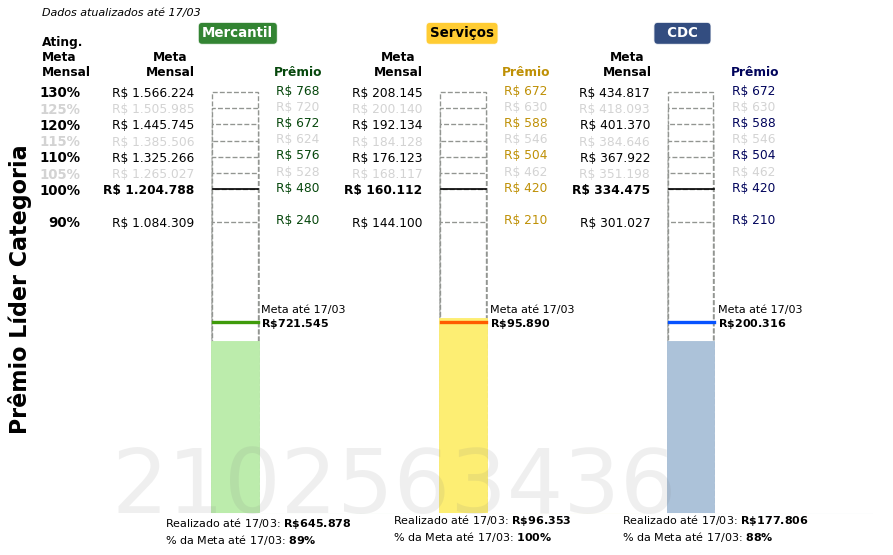 Dados atualizados até 17/03
Mercantil Serviços CDC
Ating.
Meta Meta Meta Meta
Mensal Mensal Prêmio Mensal Prêmio Mensal Prêmio
130% R$ 1.566.224 R$ 768 R$ 208.145 R$ 672 R$ 434.817 R$ 672
125% R$ 1.505.985 R$ 720 R$ 200.140 R$ 630 R$ 418.093 R$ 630
120% R$ 1.445.745 R$ 672 R$ 192.134 R$ 588 R$ 401.370 R$ 588
115% R$ 1.385.506 R$ 624 R$ 184.128 R$ 546 R$ 384.646 R$ 546
110% R$ 1.325.266 R$ 576 R$ 176.123 R$ 504 R$ 367.922 R$ 504
105% R$ 1.265.027 R$ 528 R$ 168.117 R$ 462 R$ 351.198 R$ 462
100% R$ 1.204.788 R$ 480 R$ 160.112 R$ 420 R$ 334.475 R$ 420
90% R$ 1.084.309 R$ 240 R$ 144.100 R$ 210 R$ 301.027 R$ 210
Prêmio Líder Categoria
Meta até 17/03 Meta até 17/03 Meta até 17/03
R$721.545 R$95.890 R$200.316
2102563436
Realizado até 17/03: R$645.878 Realizado até 17/03: R$96.353 Realizado até 17/03: R$177.806
% da Meta até 17/03: 89% % da Meta até 17/03: 100% % da Meta até 17/03: 88%